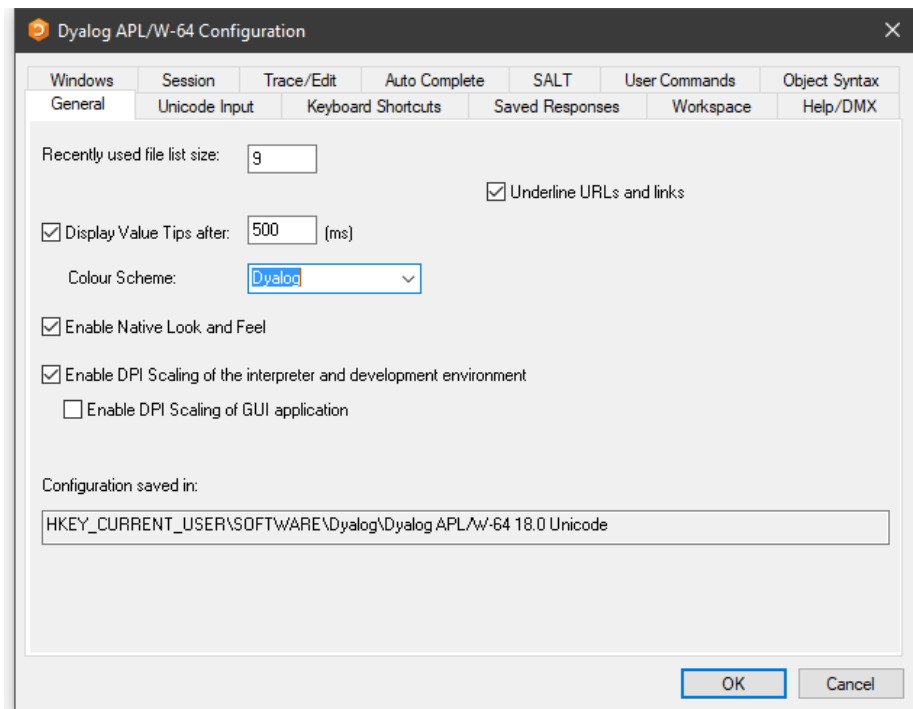 Dyalog APL/W-64 Configuration
Windows Session Trace/Edit Auto Complete SALT User Commands Object Syntax
General Unicode Input Keyboard Shortcuts Saved Responses Workspace Help/DMX
Recently used file list size: 9
Underline URLs and links
Display Value Tips after: 500 (ms)
Colour Scheme: Dyalog
Enable Native Look and Feel
Enable DPI Scaling of the interpreter and development environment
Enable DPI Scaling of GUI application
Configuration saved in:
HKEY_CURRENT_USER\SOFTWARE\Dyalog\Dyalog APL/W-64 18.0 Unicode
OK Cancel